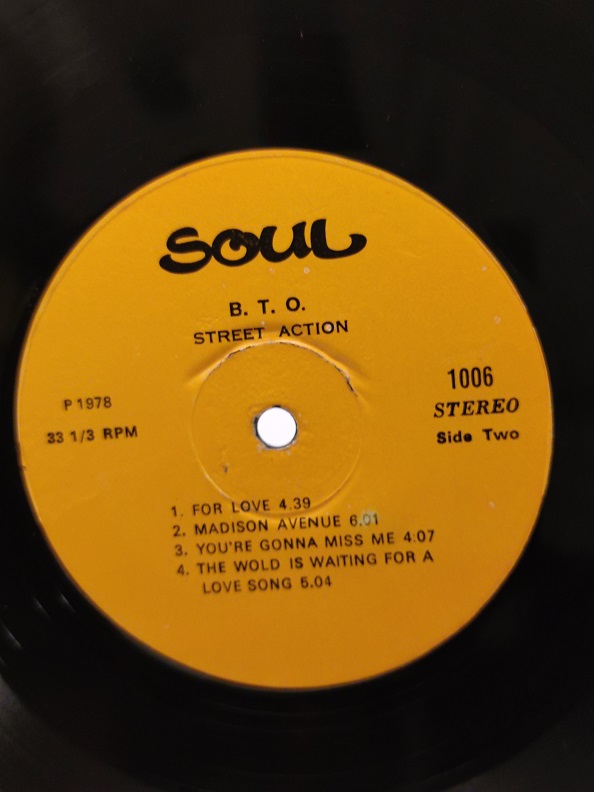 SOUL
B. T. O.
STREET ACTION
P 1978
33 1/3 RPM
1006
STEREO
Side Two
1. FOR LOVE 4.39
2. MADISON AVENUE 6.01
3. YOU'RE GONNA MISS ME 4:07
4. THE WOLD IS WAITING FOR A
LOVE SONG 5.04